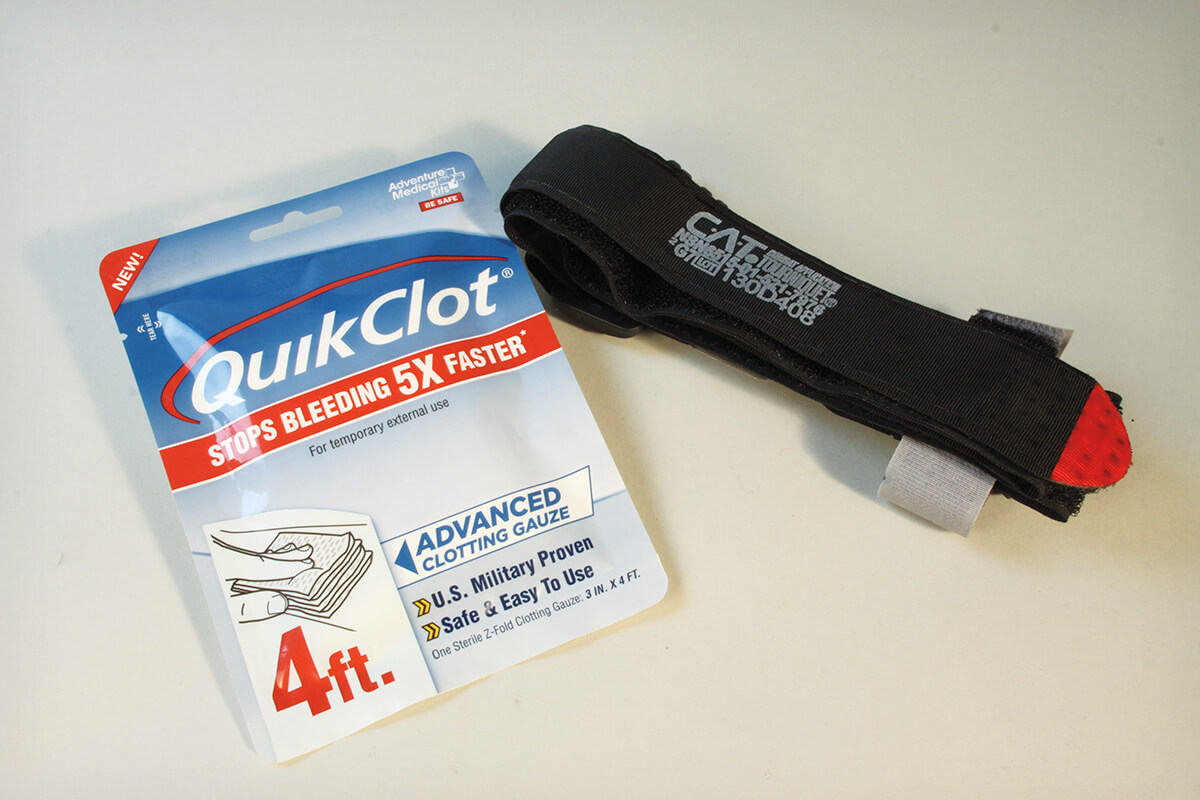 Adventure
Medical
Kits
BE SAFE
NEW!
TEAR HERE
QuikClot®
STOPS BLEEDING 5X FASTER*
For temporary external use
ADVANCED
CLOTTING GAUZE
U.S. Military Proven
Safe & Easy To Use
One Sterile Z-Fold Clotting Gauze: 3 IN. X 4 FT.
4ft.
C·A·T.
TOURNIQUET
G7 LOT 130D408